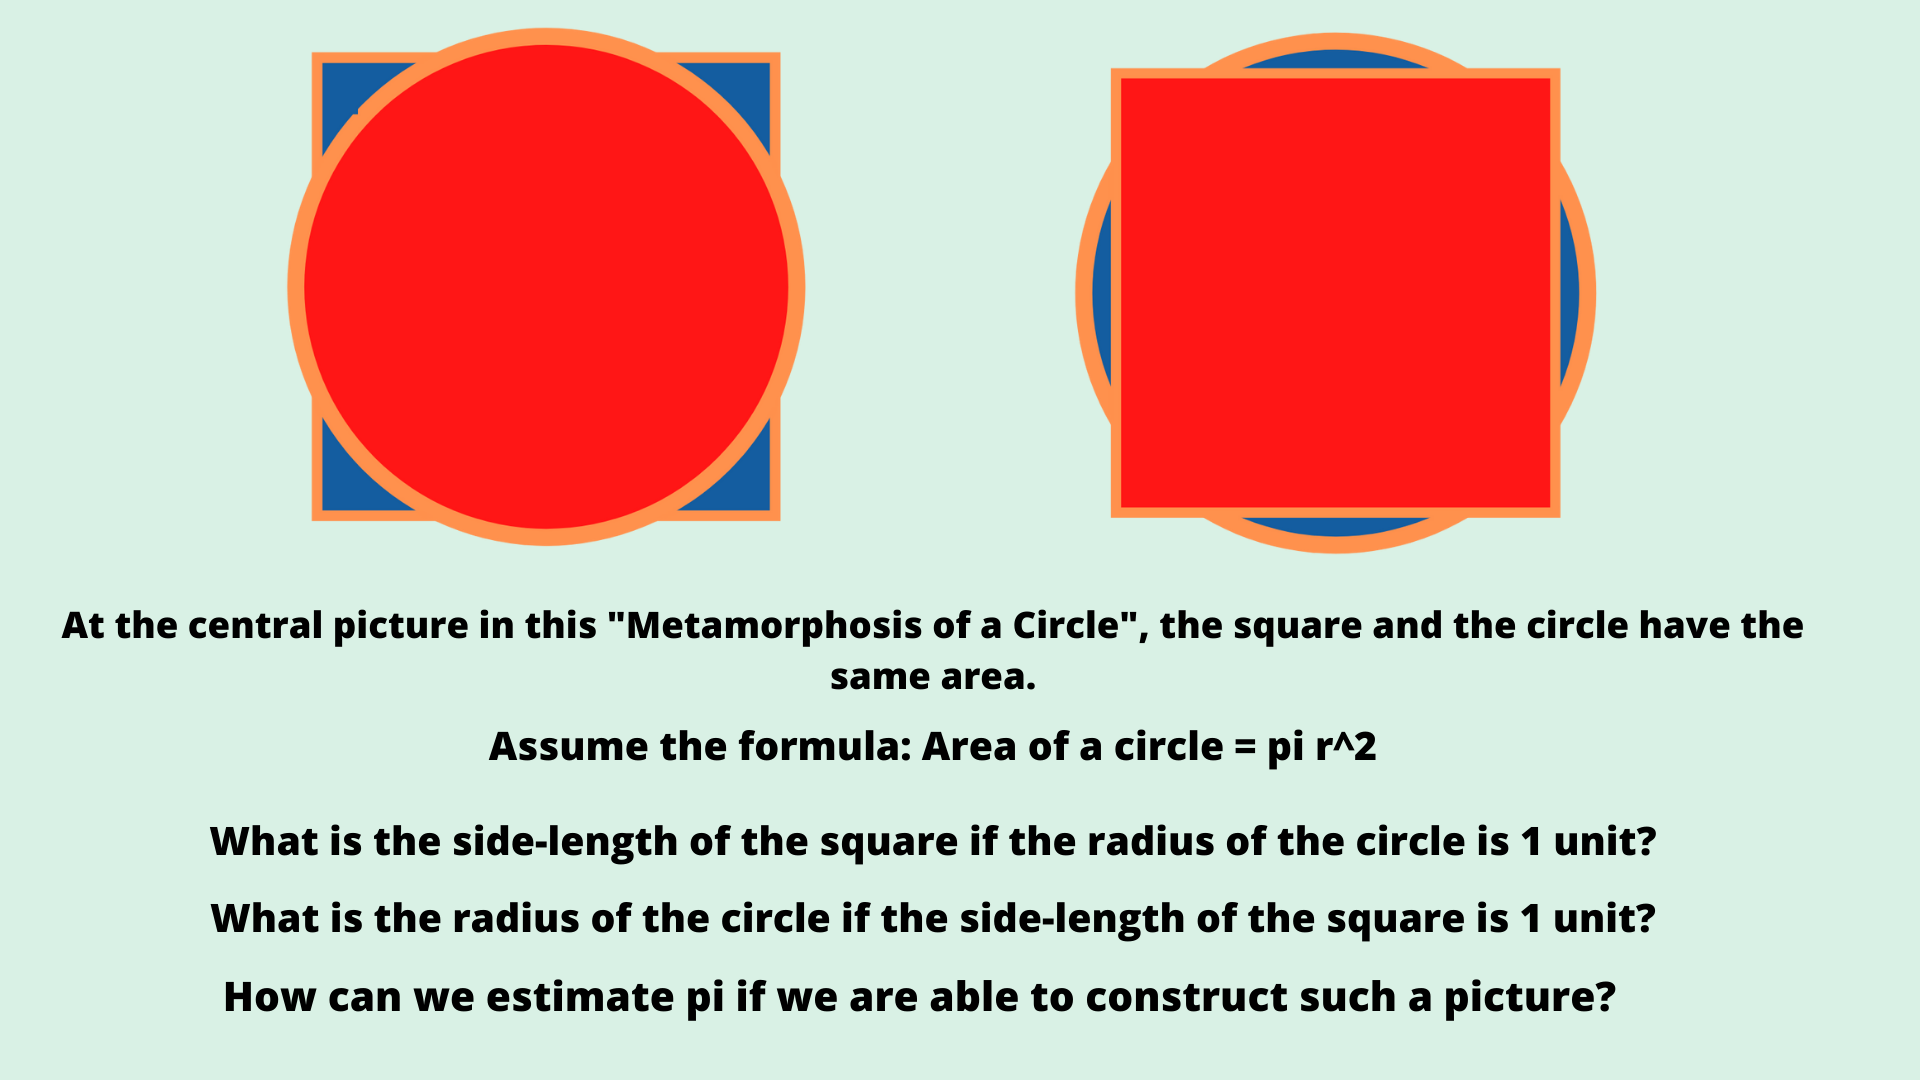 At the central picture in this "Metamorphosis of a Circle", the square and the circle have the
same area.
Assume the formula: Area of a circle = pi r^2
What is the side-length of the square if the radius of the circle is 1 unit?
What is the radius of the circle if the side-length of the square is 1 unit?
How can we estimate pi if we are able to construct such a picture?